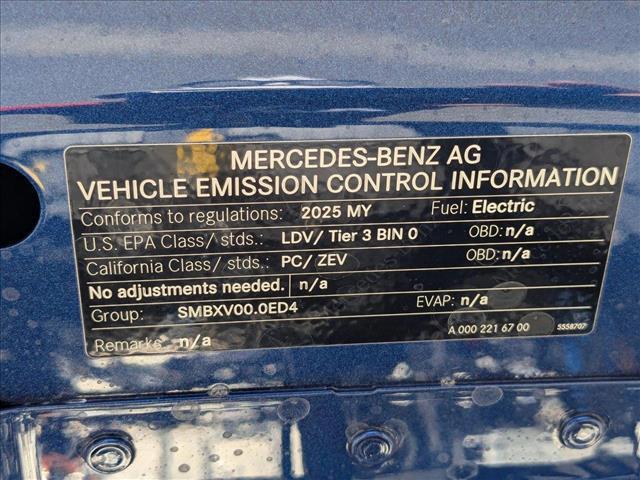 MERCEDES-BENZ AG
VEHICLE EMISSION CONTROL INFORMATION
Conforms to regulations: 2025 MY Fuel: Electric
U.S. EPA Class/ stds.: LDV/ Tier 3 BIN 0 OBD: n/a
California Class/ stds.: PC/ ZEV OBD: n/a
No adjustments needed. n/a
Group: SMBXV00.0ED4 EVAP: n/a
A 000 221 67 00 5558707
Remarks: n/a